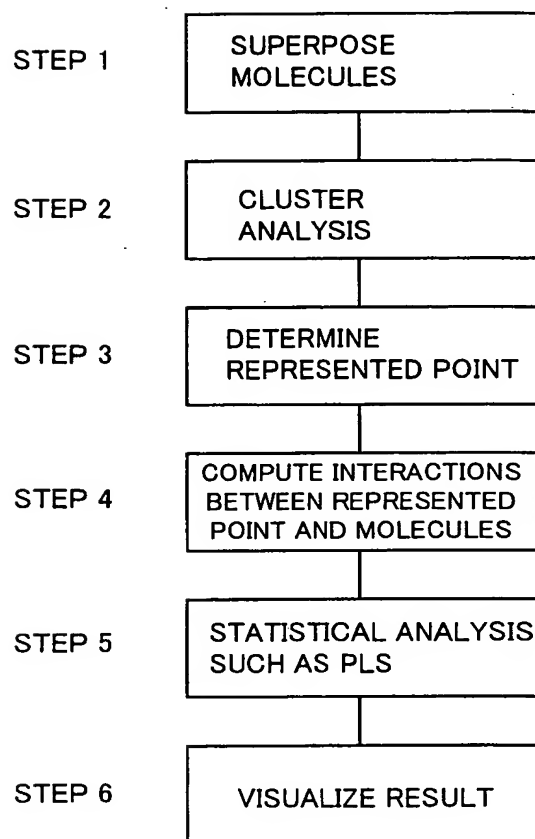 STEP 1
SUPERPOSE
MOLECULES
STEP 2
CLUSTER
ANALYSIS
STEP 3
DETERMINE
REPRESENTED POINT
STEP 4
COMPUTE INTERACTIONS
BETWEEN REPRESENTED
POINT AND MOLECULES
STEP 5
STATISTICAL ANALYSIS
SUCH AS PLS
STEP 6
VISUALIZE RESULT